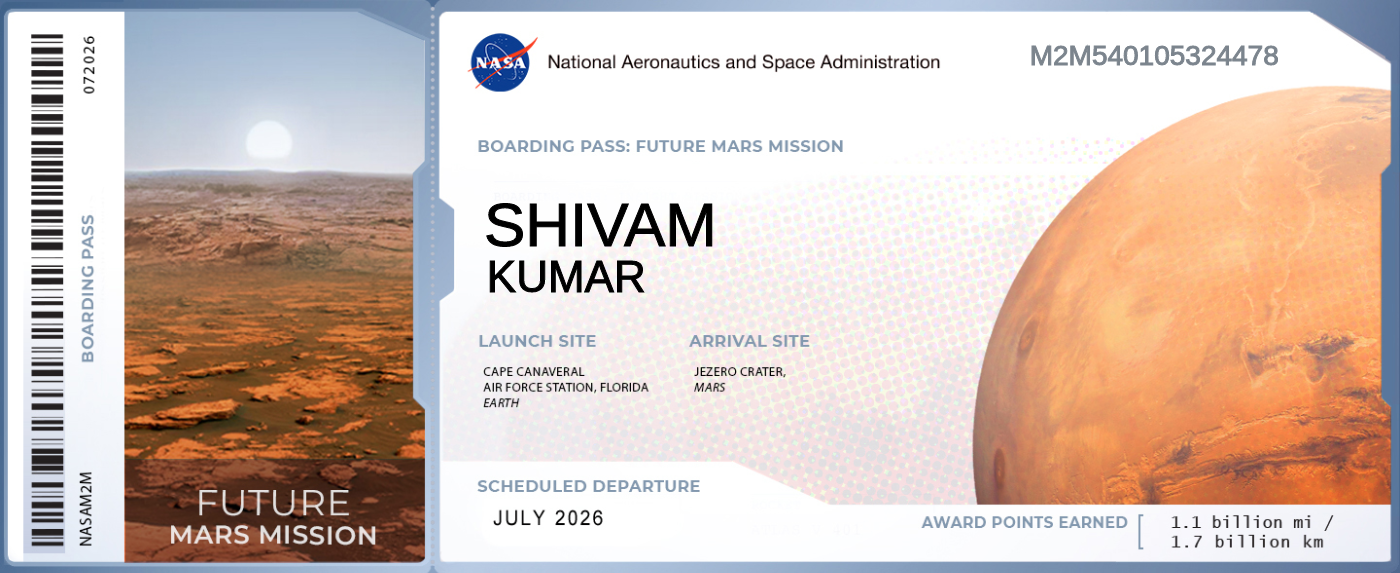 072026
BOARDING PASS
NASAM2M
FUTURE
MARS MISSION
NASA
National Aeronautics and Space Administration
M2M540105324478
BOARDING PASS: FUTURE MARS MISSION
SHIVAM
KUMAR
LAUNCH SITE
CAPE CANAVERAL
AIR FORCE STATION, FLORIDA
EARTH
ARRIVAL SITE
JEZERO CRATER,
MARS
SCHEDULED DEPARTURE
JULY 2026
AWARD POINTS EARNED
1.1 billion mi /
1.7 billion km